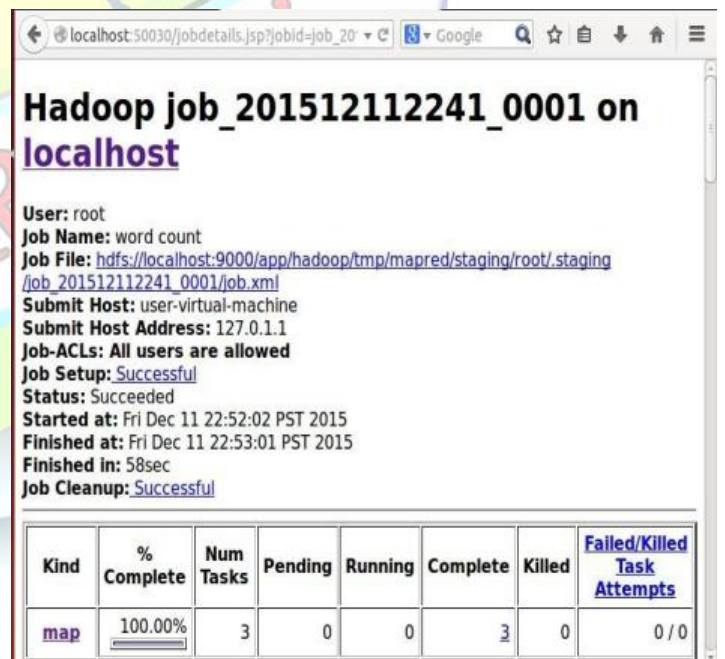 localhost:50030/jobdetails.jsp?jobid=job_20 Google
Hadoop job_201512112241_0001 on
localhost
User: root
Job Name: word count
Job File: hdfs://localhost:9000/app/hadoop/tmp/mapred/staging/root/.staging
/job_201512112241_0001/job.xml
Submit Host: user-virtual-machine
Submit Host Address: 127.0.1.1
Job-ACLs: All users are allowed
Job Setup: Successful
Status: Succeeded
Started at: Fri Dec 11 22:52:02 PST 2015
Finished at: Fri Dec 11 22:53:01 PST 2015
Finished in: 58sec
Job Cleanup: Successful
Kind % Complete Num Tasks Pending Running Complete Killed Failed/Killed Task Attempts
map 100.00% 3 0 0 3 0 0 / 0